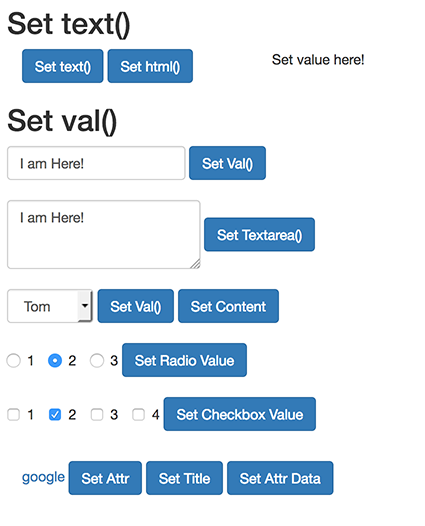 Set text()
Set text() Set html() Set value here!
Set val()
I am Here! Set Val()
I am Here! Set Textarea()
Tom Set Val() Set Content
1 2 3 Set Radio Value
1 2 3 4 Set Checkbox Value
google Set Attr Set Title Set Attr Data